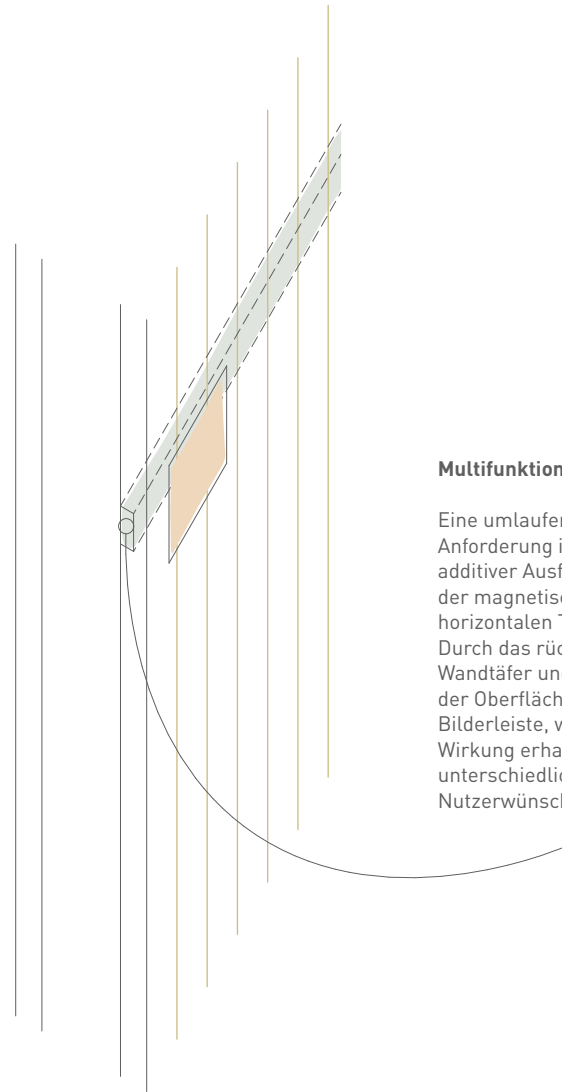 Multifunktion
Eine umlaufen
Anforderung i
additiver Ausf
der magnetisc
horizontalen T
Durch das rüc
Wandtäfer un
der Oberfläch
Bilderleiste, v
Wirkung erha
unterschiedlic
Nutzerwünsch